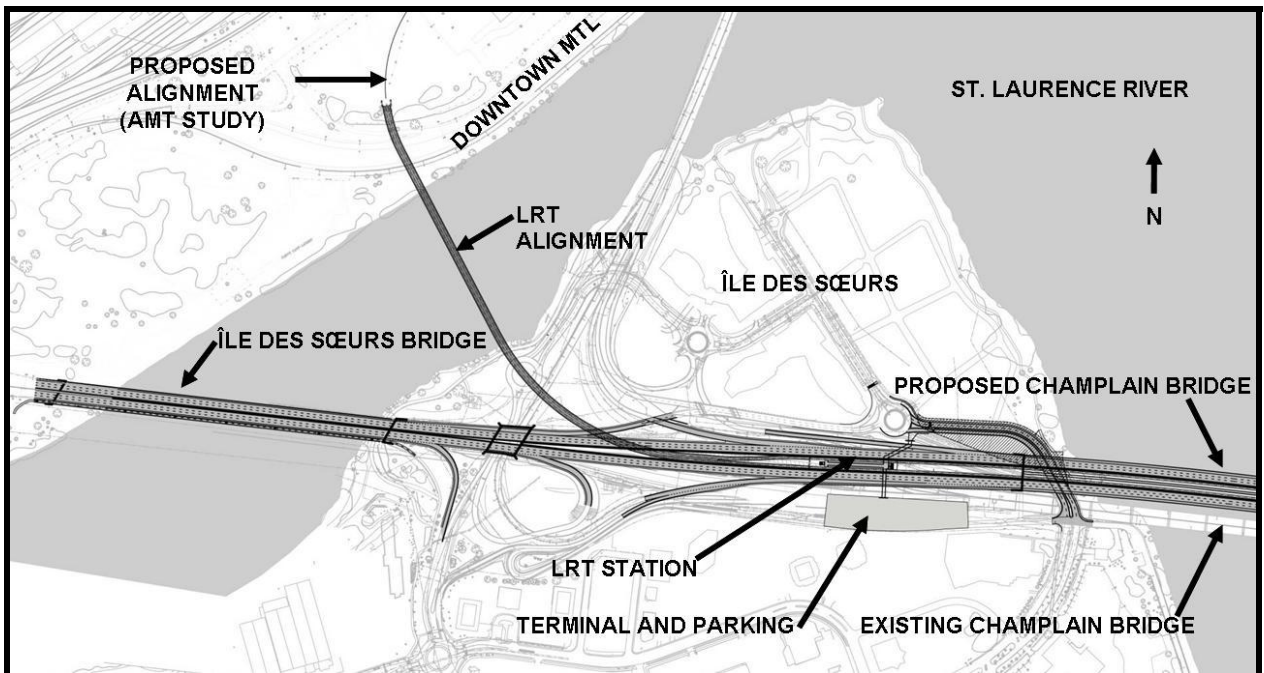 PROPOSED
ALIGNMENT
(AMT STUDY)
DOWNTOWN MTL
ST. LAURENCE RIVER
N
LRT
ALIGNMENT
ÎLE DES SŒURS
ÎLE DES SŒURS BRIDGE
PROPOSED CHAMPLAIN BRIDGE
LRT STATION
TERMINAL AND PARKING
EXISTING CHAMPLAIN BRIDGE